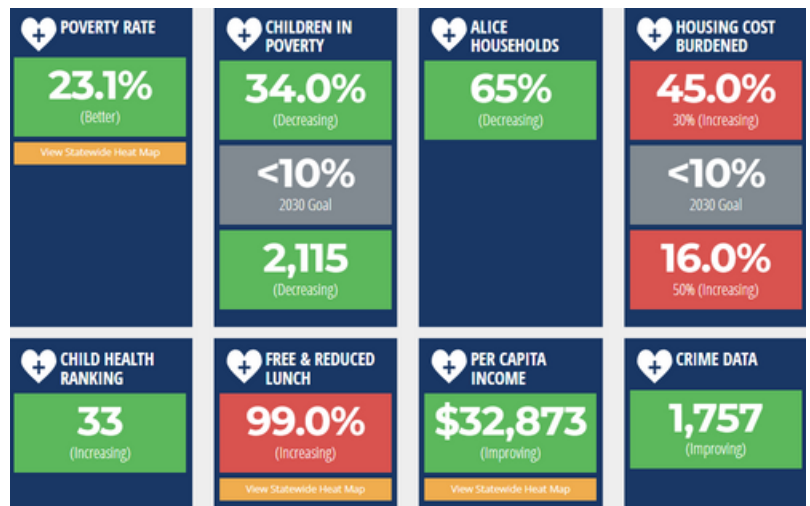 POVERTY RATE
23.1%
(Better)
View Statewide Heat Map
CHILDREN IN
POVERTY
34.0%
(Decreasing)
<10%
2030 Goal
2,115
(Decreasing)
ALICE
HOUSEHOLDS
65%
(Decreasing)
HOUSING COST
BURDENED
45.0%
30% (Increasing)
<10%
2030 Goal
16.0%
50% (Increasing)
CHILD HEALTH
RANKING
33
(Increasing)
FREE & REDUCED
LUNCH
99.0%
(Increasing)
View Statewide Heat Map
PER CAPITA
INCOME
$32,873
(Improving)
View Statewide Heat Map
CRIME DATA
1,757
(Improving)